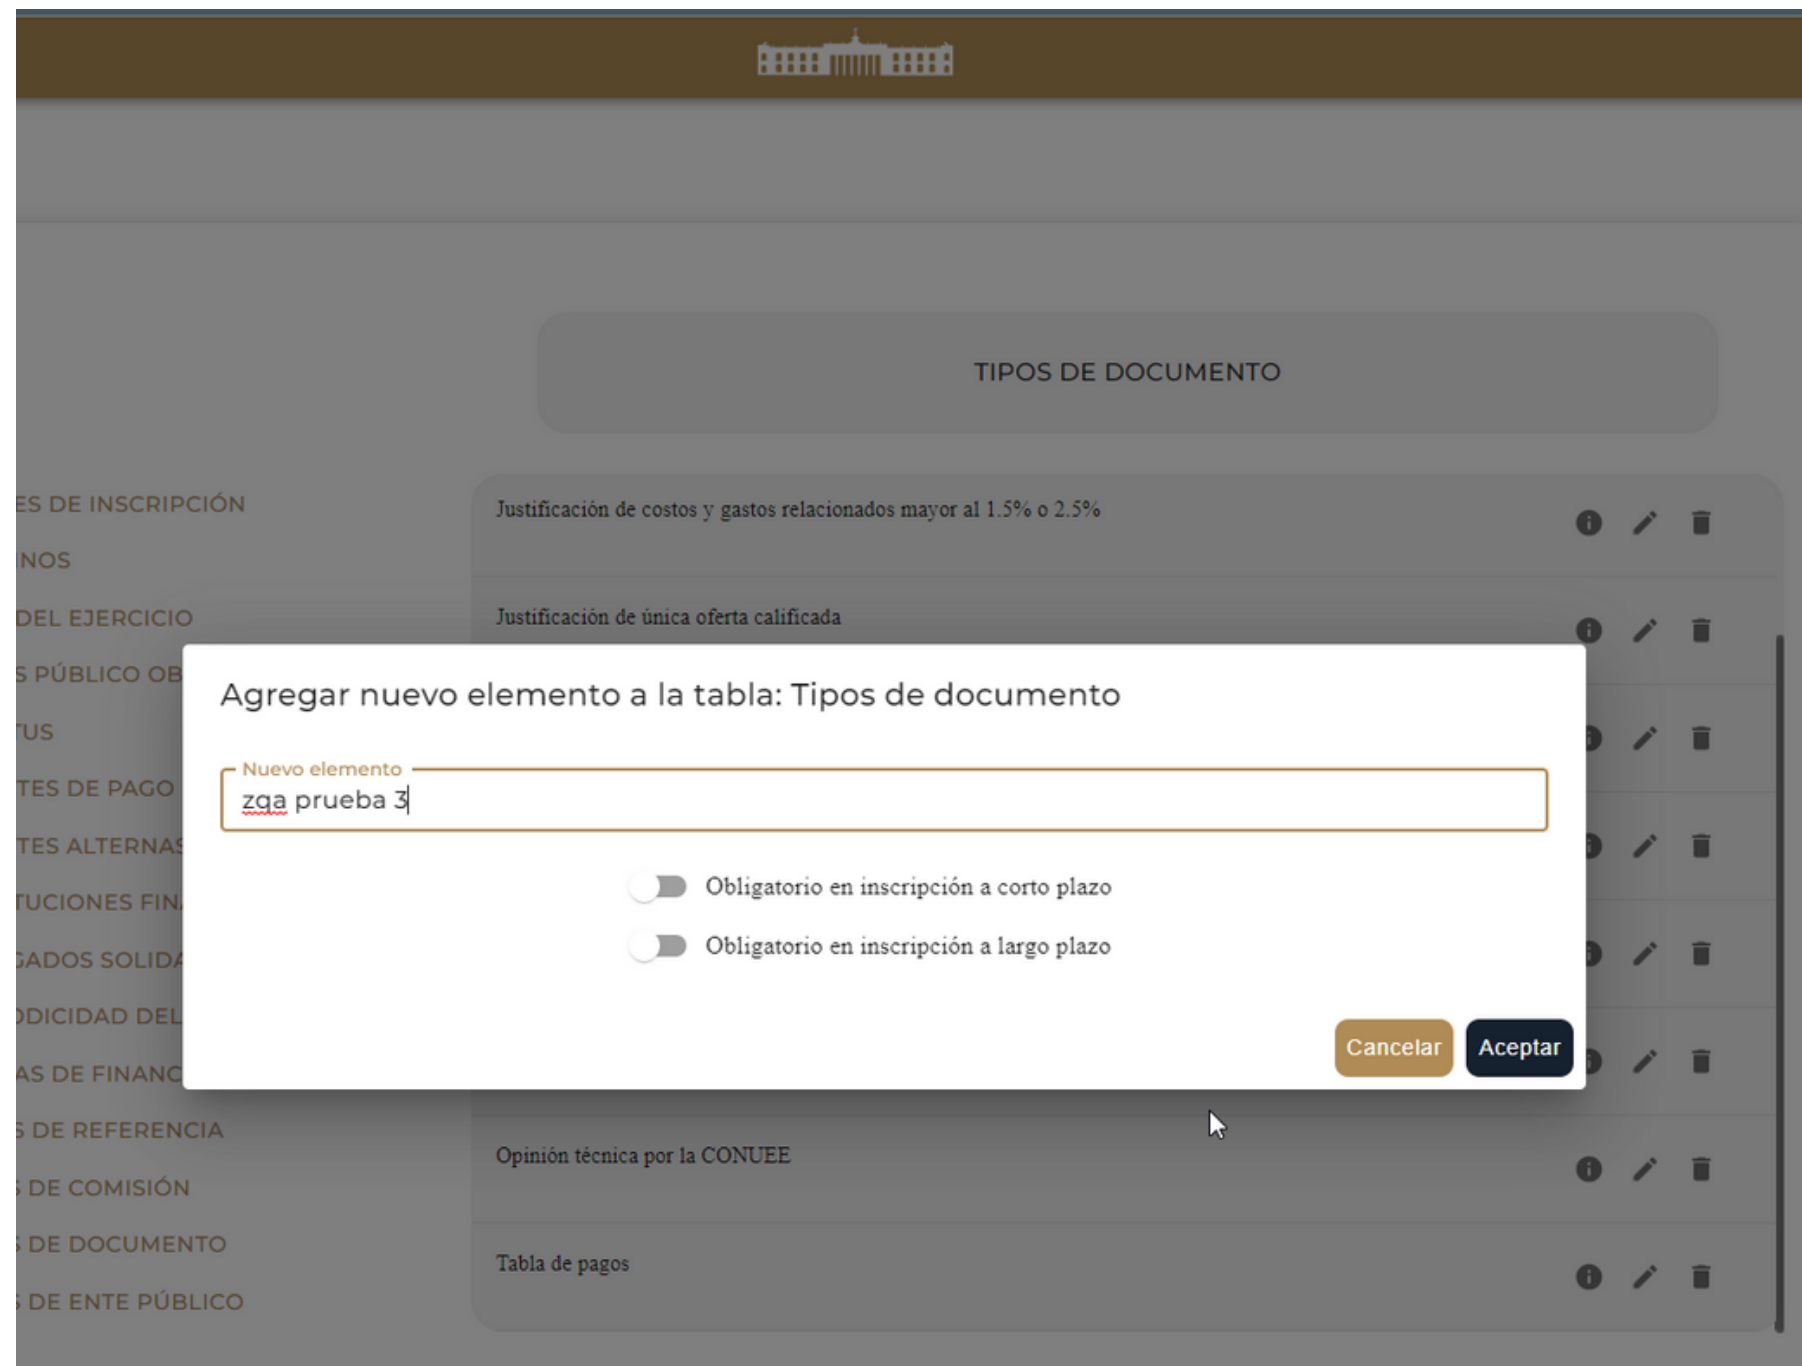 TIPOS DE DOCUMENTO
ES DE INSCRIPCIÓN
INOS
DEL EJERCICIO
S PÚBLICO OB
TUS
TES DE PAGO
TES ALTERNAS
TUCIONES FIN
GADOS SOLIDA
ODICIDAD DEL
AS DE FINANC
S DE REFERENCIA
S DE COMISIÓN
S DE DOCUMENTO
S DE ENTE PÚBLICO
Justificación de costos y gastos relacionados mayor al 1.5% o 2.5%
Justificación de única oferta calificada
Agregar nuevo elemento a la tabla: Tipos de documento
Nuevo elemento
zqa prueba 3
Obligatorio en inscripción a corto plazo
Obligatorio en inscripción a largo plazo
Cancelar
Aceptar
Opinión técnica por la CONUEE
Tabla de pagos